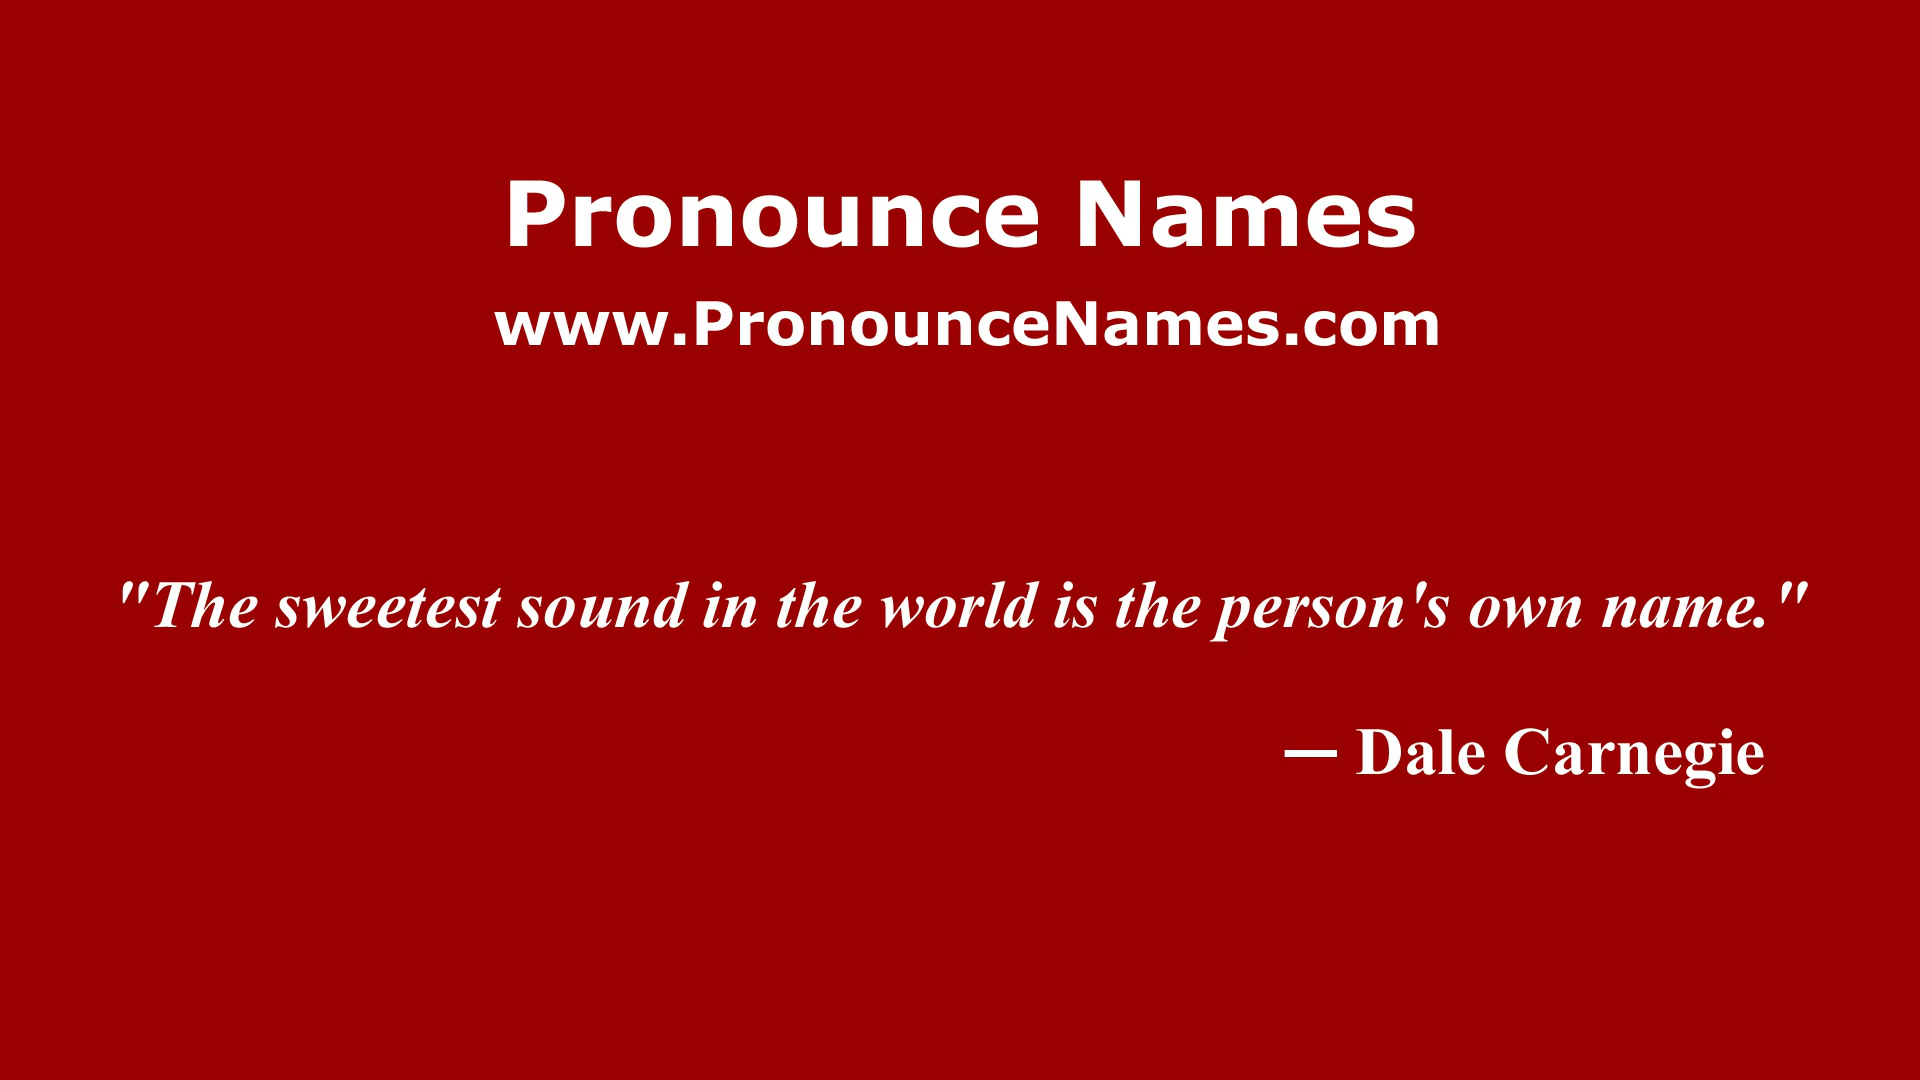 Pronounce Names
www.PronounceNames.com
"The sweetest sound in the world is the person's own name."
— Dale Carnegie